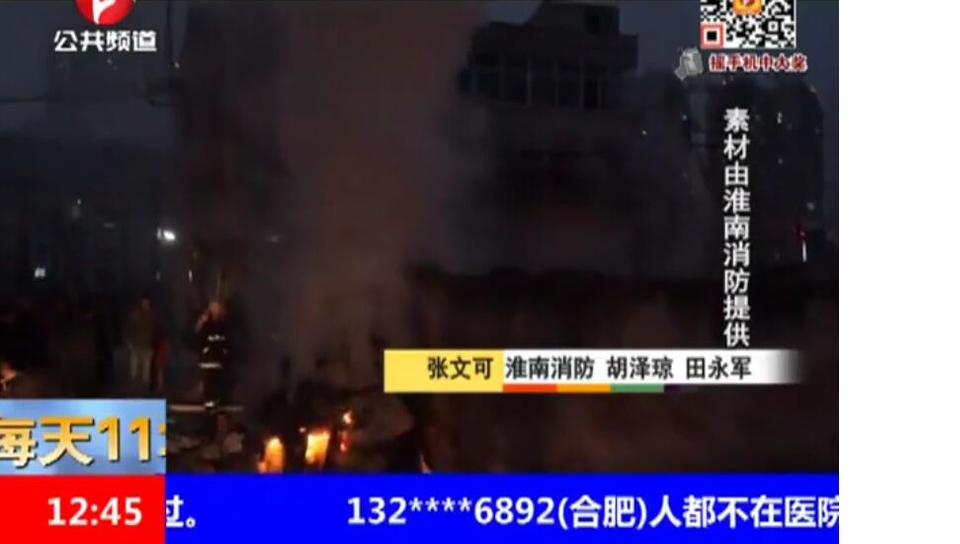 公共频道
摇手机中大奖
素材由淮南消防提供
张文可 淮南消防 胡泽琼 田永军
每天11:
12:45
过。 132****6892(合肥)人都不在医院